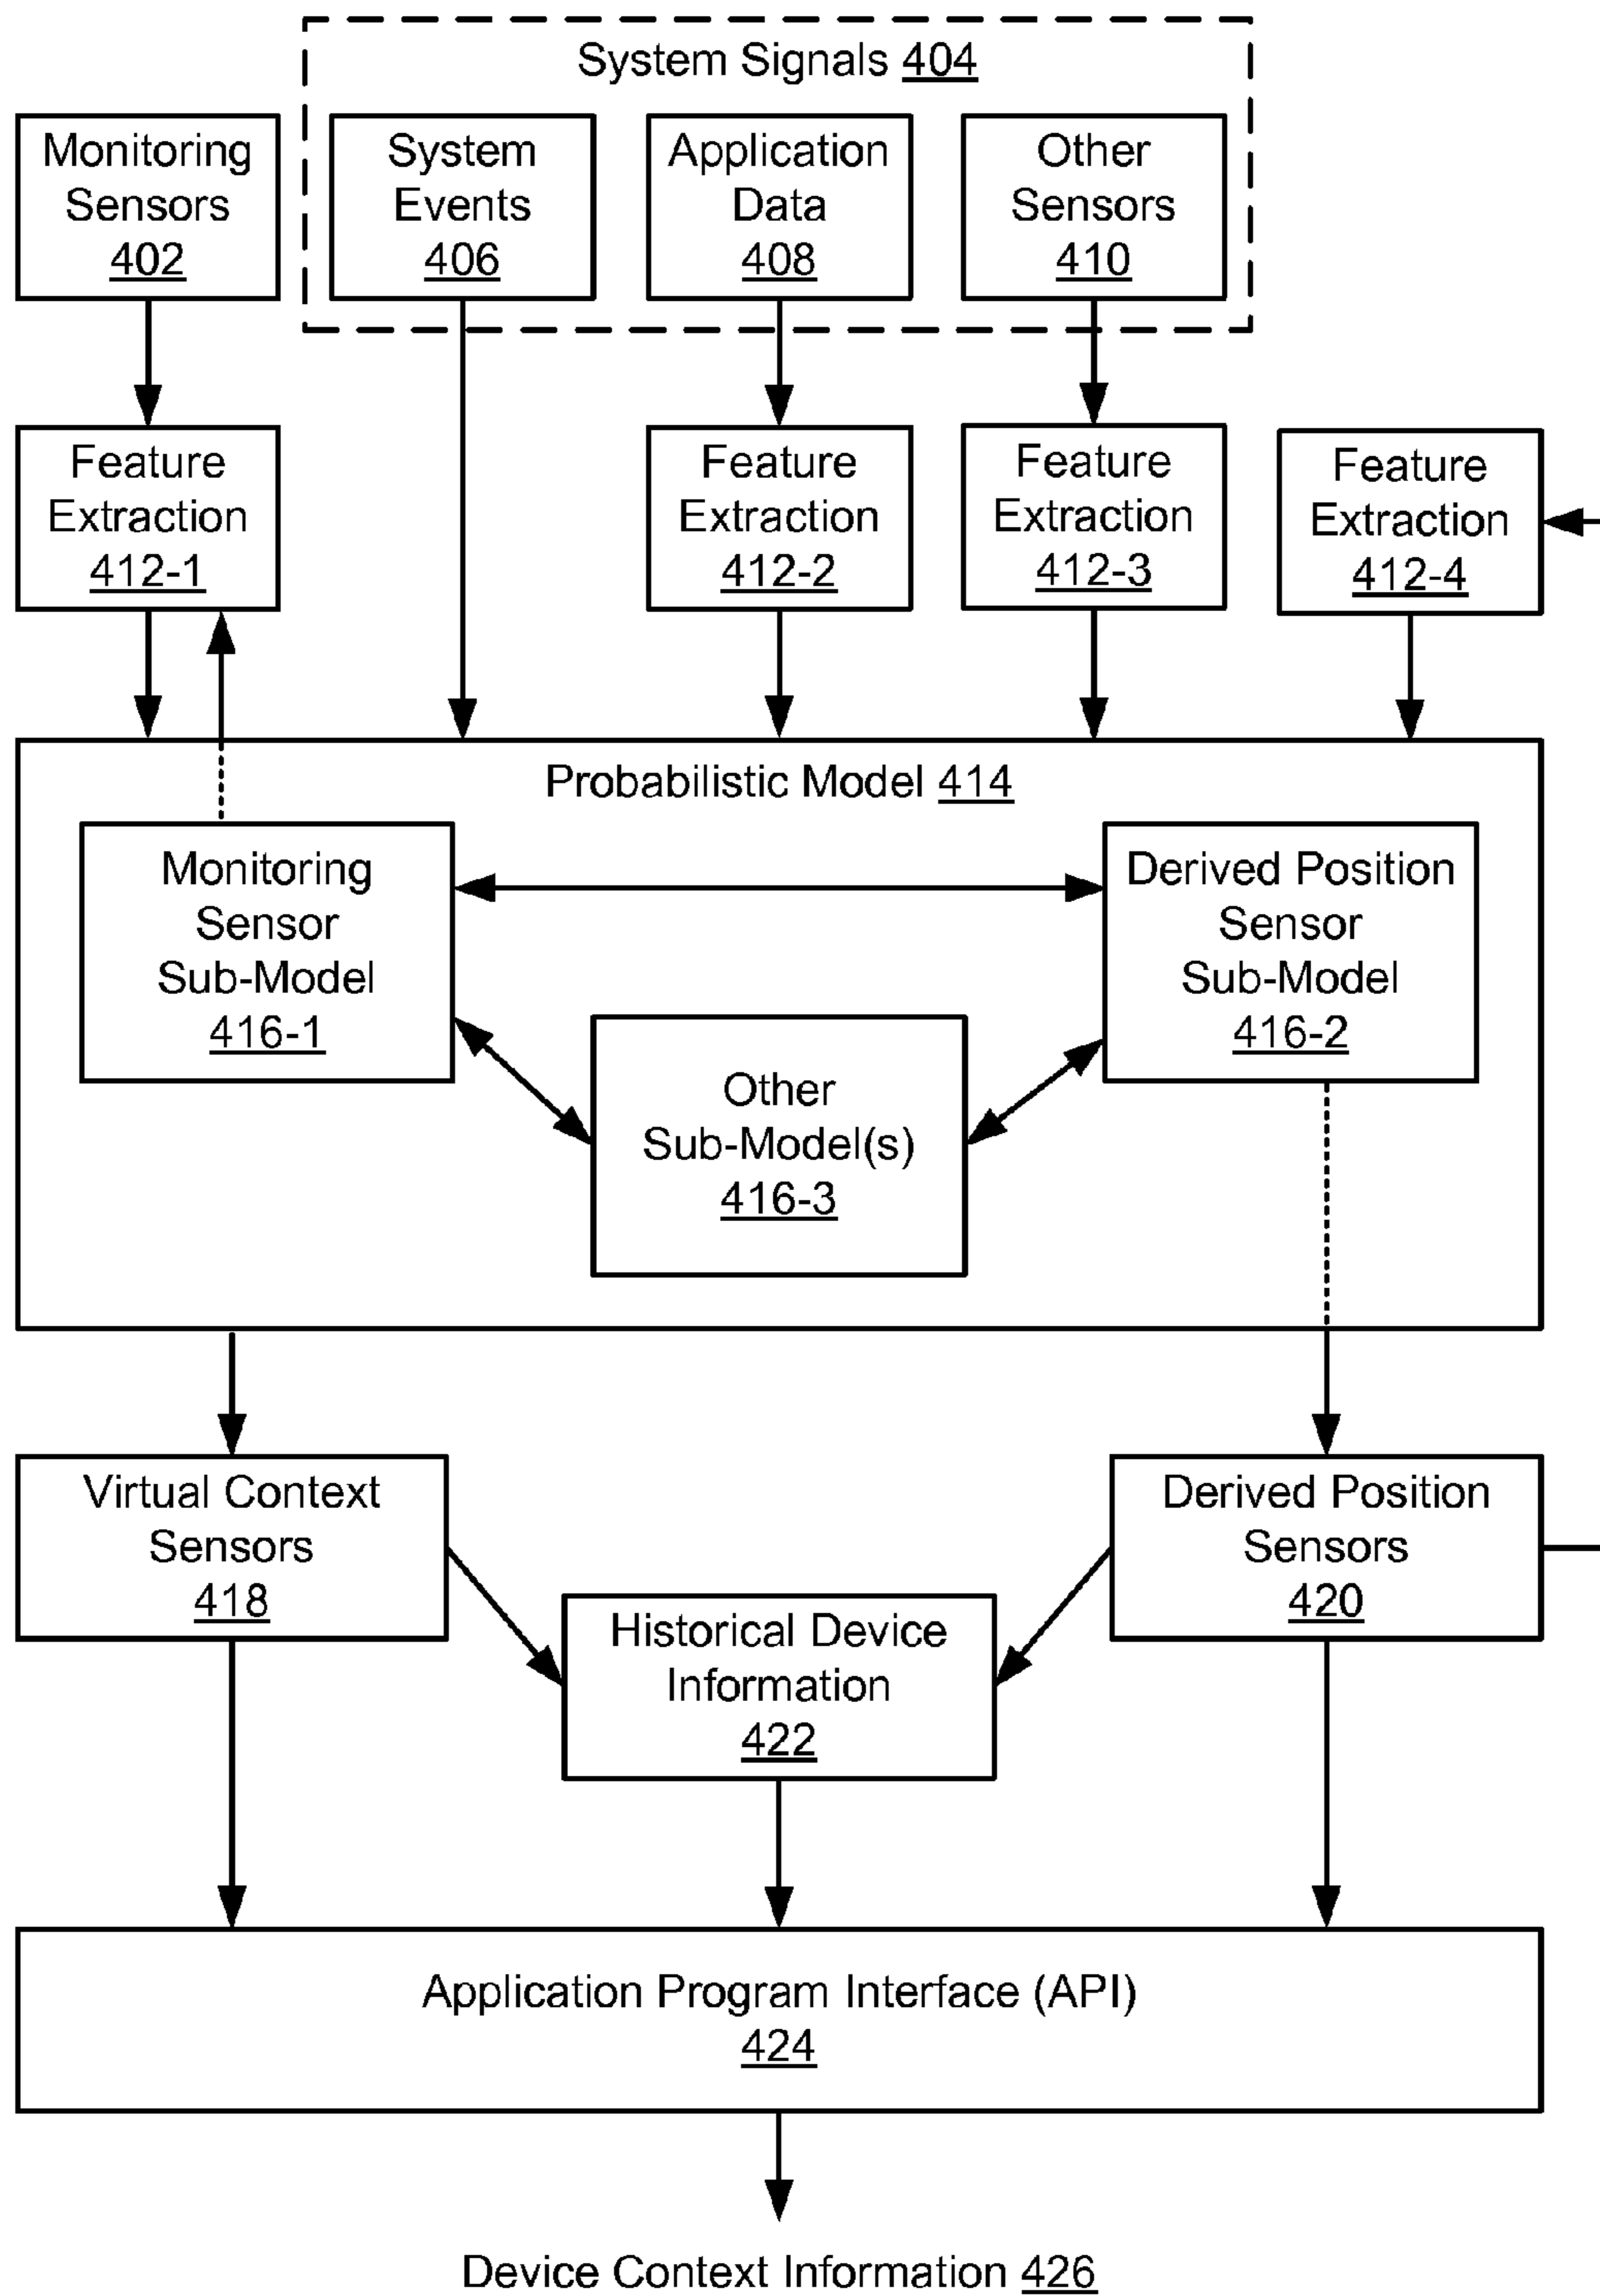 System Signals 404
Monitoring
Sensors
402
System
Events
406
Application
Data
408
Other
Sensors
410
Feature
Extraction
412-1
Feature
Extraction
412-2
Feature
Extraction
412-3
Feature
Extraction
412-4
Probabilistic Model 414
Monitoring
Sensor
Sub-Model
416-1
Derived Position
Sensor
Sub-Model
416-2
Other
Sub-Model(s)
416-3
Virtual Context
Sensors
418
Derived Position
Sensors
420
Historical Device
Information
422
Application Program Interface (API)
424
Device Context Information 426